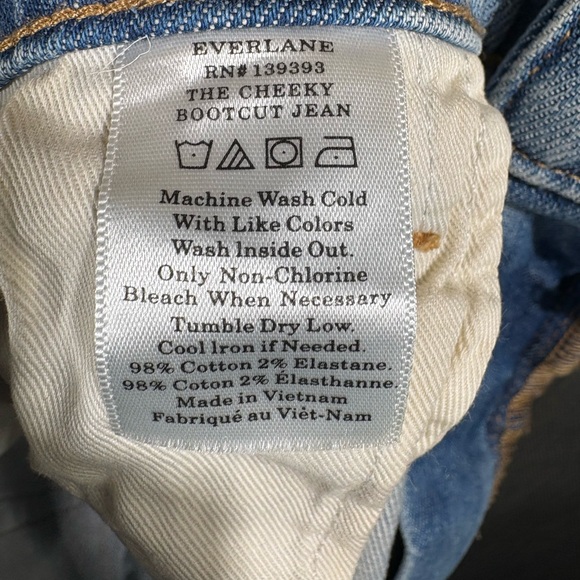 EVERLANE
RN# 139393
THE CHEEKY
BOOTCUT JEAN
Machine Wash Cold
With Like Colors
Wash Inside Out.
Only Non-Chlorine
Bleach When Necessary
Tumble Dry Low.
Cool Iron if Needed.
98% Cotton 2% Elastane.
98% Coton 2% Élasthanne.
Made in Vietnam
Fabriqué au Việt-Nam